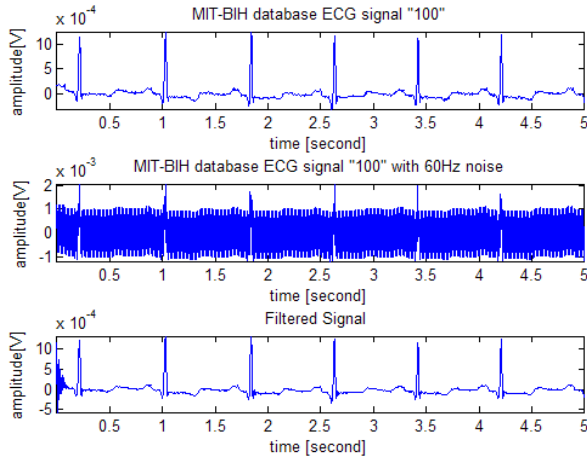 MIT-BIH database ECG signal "100"
x 10^-4
amplitude[V]
10
5
0
0.5 1 1.5 2 2.5 3 3.5 4 4.5 5
time [second]
MIT-BIH database ECG signal "100" with 60Hz noise
x 10^-3
amplitude[V]
2
1
0
-1
0.5 1 1.5 2 2.5 3 3.5 4 4.5 5
time [second]
Filtered Signal
x 10^-4
amplitude[V]
10
5
0
-5
0.5 1 1.5 2 2.5 3 3.5 4 4.5 5
time [second]